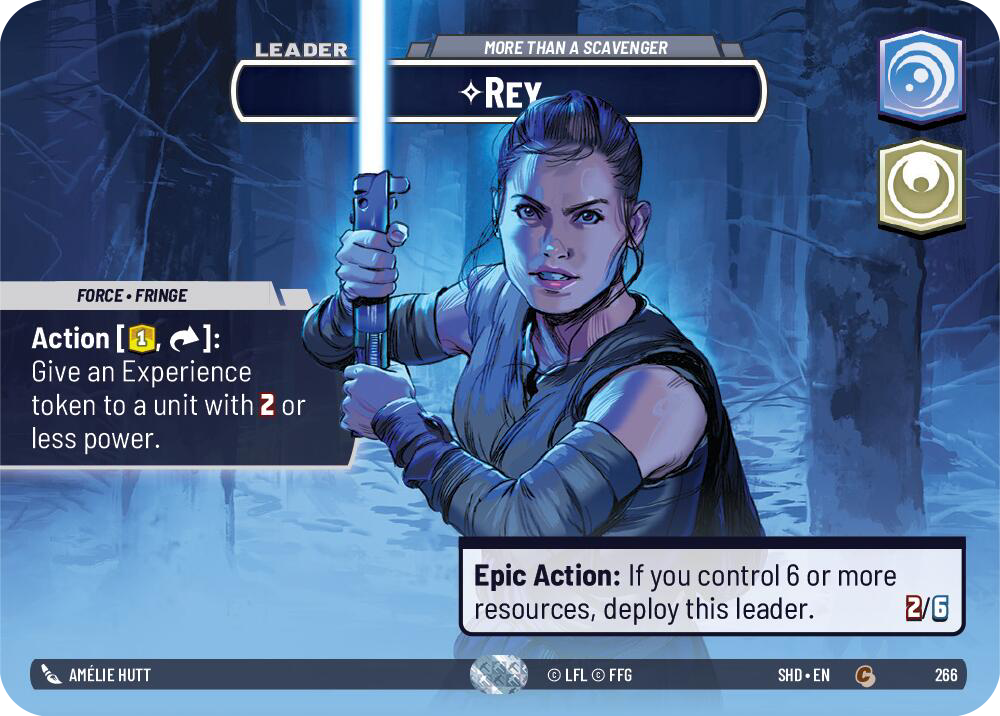 LEADER
MORE THAN A SCAVENGER
REY
FORCE • FRINGE
Action [1, ]:
Give an Experience
token to a unit with 2 or
less power.
Epic Action: If you control 6 or more
resources, deploy this leader.
2/6
AMÉLIE HUTT
© LFL © FFG
SHD • EN
C
266